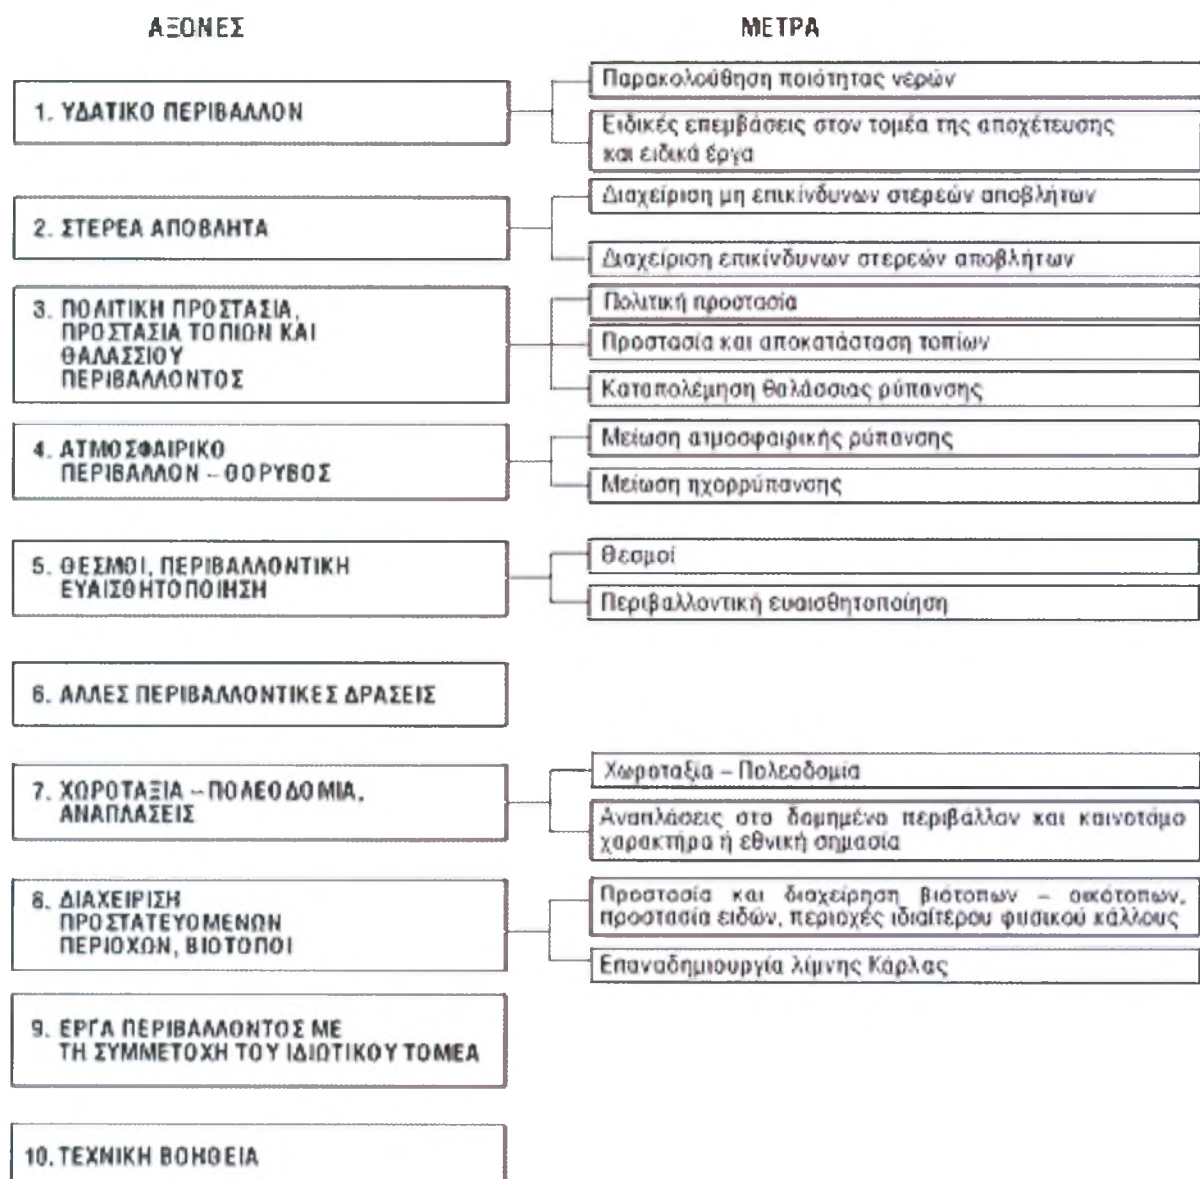 ΑΞΟΝΕΣ
ΜΕΤΡΑ
1. ΥΔΑΤΙΚΟ ΠΕΡΙΒΑΛΛΟΝ
Παρακολούθηση ποιότητας νερών
Ειδικές επεμβάσεις στον τομέα της αποχέτευσης
και ειδικά έργα
2. ΣΤΕΡΕΑ ΑΠΟΒΛΗΤΑ
Διαχείριση μη επικίνδυνων στερεών αποβλήτων
Διαχείριση επικίνδυνων στερεών αποβλήτων
3. ΠΟΛΙΤΙΚΗ ΠΡΟΣΤΑΣΙΑ,
ΠΡΟΣΤΑΣΙΑ ΤΟΠΙΩΝ ΚΑΙ
ΘΑΛΑΣΣΙΟΥ
ΠΕΡΙΒΑΛΛΟΝΤΟΣ
Πολιτική προστασία
Προστασία και αποκατάσταση τοπίων
Καταπολέμηση θαλάσσιας ρύπανσης
4. ΑΤΜΟΣΦΑΙΡΙΚΟ
ΠΕΡΙΒΑΛΛΟΝ – ΘΟΡΥΒΟΣ
Μείωση ατμοσφαιρικής ρύπανσης
Μείωση ηχορρύπανσης
5. ΘΕΣΜΟΙ, ΠΕΡΙΒΑΛΛΟΝΤΙΚΗ
ΕΥΑΙΣΘΗΤΟΠΟΙΗΣΗ
Θεσμοί
Περιβαλλοντική ευαισθητοποίηση
6. ΑΛΛΕΣ ΠΕΡΙΒΑΛΛΟΝΤΙΚΕΣ ΔΡΑΣΕΙΣ
7. ΧΩΡΟΤΑΞΙΑ – ΠΟΛΕΟΔΟΜΙΑ,
ΑΝΑΠΛΑΣΕΙΣ
Χωροταξία – Πολεοδομία
Αναπλάσεις στο δομημένο περιβάλλον και καινοτόμο
χαρακτήρα ή εθνική σημασία
8. ΔΙΑΧΕΙΡΙΣΗ
ΠΡΟΣΤΑΤΕΥΟΜΕΝΩΝ
ΠΕΡΙΟΧΩΝ, ΒΙΟΤΟΠΟΙ
Προστασία και διαχείρηση βιότοπων – οικότοπων,
προστασία ειδών, περιοχές ιδιαίτερου φυσικού κάλλους
Επαναδημιουργία λίμνης Κάρλας
9. ΕΡΓΑ ΠΕΡΙΒΑΛΛΟΝΤΟΣ ΜΕ
ΤΗ ΣΥΜΜΕΤΟΧΗ ΤΟΥ ΙΔΙΩΤΙΚΟΥ ΤΟΜΕΑ
10. ΤΕΧΝΙΚΗ ΒΟΗΘΕΙΑ